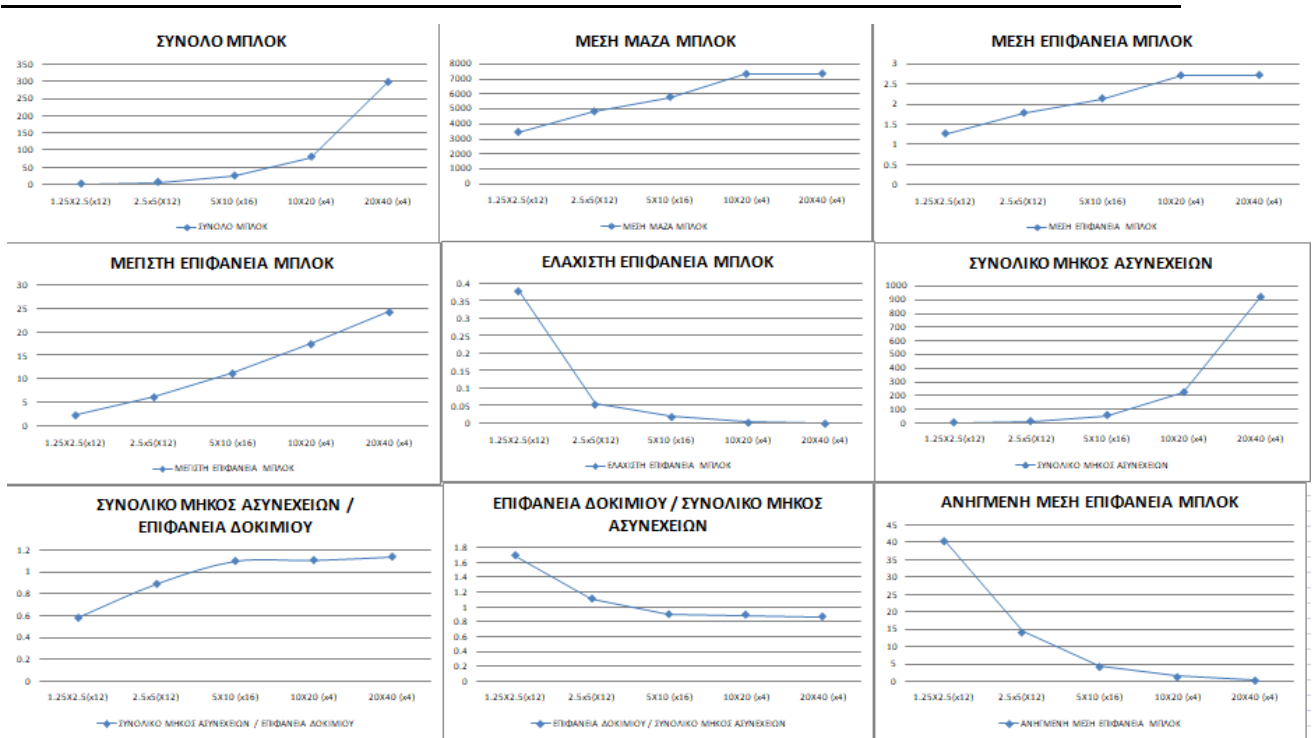 ΣΥΝΟΛΟ ΜΠΛΟΚ
350
300
250
200
150
100
50
0
1.25X2.5(x12) 2.5x5(X12) 5X10 (x16) 10X20 (x4) 20X40 (x4)
ΣΥΝΟΛΟ ΜΠΛΟΚ
ΜΕΣΗ ΜΑΖΑ ΜΠΛΟΚ
8000
7000
6000
5000
4000
3000
2000
1000
0
1.25X2.5(x12) 2.5x5(X12) 5X10 (x16) 10X20 (x4) 20X40 (x4)
ΜΕΣΗ ΜΑΖΑ ΜΠΛΟΚ
ΜΕΣΗ ΕΠΙΦΑΝΕΙΑ ΜΠΛΟΚ
3
2.5
2
1.5
1
0.5
0
1.25X2.5(x12) 2.5x5(X12) 5X10 (x16) 10X20 (x4) 20X40 (x4)
ΜΕΣΗ ΕΠΙΦΑΝΕΙΑ ΜΠΛΟΚ
ΜΕΓΙΣΤΗ ΕΠΙΦΑΝΕΙΑ ΜΠΛΟΚ
30
25
20
15
10
5
0
1.25X2.5(x12) 2.5x5(X12) 5X10 (x16) 10X20 (x4) 20X40 (x4)
ΜΕΓΙΣΤΗ ΕΠΙΦΑΝΕΙΑ ΜΠΛΟΚ
ΕΛΑΧΙΣΤΗ ΕΠΙΦΑΝΕΙΑ ΜΠΛΟΚ
0.4
0.35
0.3
0.25
0.2
0.15
0.1
0.05
0
1.25X2.5(x12) 2.5x5(X12) 5X10 (x16) 10X20 (x4) 20X40 (x4)
ΕΛΑΧΙΣΤΗ ΕΠΙΦΑΝΕΙΑ ΜΠΛΟΚ
ΣΥΝΟΛΙΚΟ ΜΗΚΟΣ ΑΣΥΝΕΧΕΙΩΝ
1000
900
800
700
600
500
400
300
200
100
0
1.25X2.5(x12) 2.5x5(X12) 5X10 (x16) 10X20 (x4) 20X40 (x4)
ΣΥΝΟΛΙΚΟ ΜΗΚΟΣ ΑΣΥΝΕΧΕΙΩΝ
ΣΥΝΟΛΙΚΟ ΜΗΚΟΣ ΑΣΥΝΕΧΕΙΩΝ /
ΕΠΙΦΑΝΕΙΑ ΔΟΚΙΜΙΟΥ
1.2
1
0.8
0.6
0.4
0.2
0
1.25X2.5(x12) 2.5x5(X12) 5X10 (x16) 10X20 (x4) 20X40 (x4)
ΣΥΝΟΛΙΚΟ ΜΗΚΟΣ ΑΣΥΝΕΧΕΙΩΝ / ΕΠΙΦΑΝΕΙΑ ΔΟΚΙΜΙΟΥ
ΕΠΙΦΑΝΕΙΑ ΔΟΚΙΜΙΟΥ / ΣΥΝΟΛΙΚΟ ΜΗΚΟΣ
ΑΣΥΝΕΧΕΙΩΝ
1.8
1.6
1.4
1.2
1
0.8
0.6
0.4
0.2
0
1.25X2.5(x12) 2.5x5(X12) 5X10 (x16) 10X20 (x4) 20X40 (x4)
ΕΠΙΦΑΝΕΙΑ ΔΟΚΙΜΙΟΥ / ΣΥΝΟΛΙΚΟ ΜΗΚΟΣ ΑΣΥΝΕΧΕΙΩΝ
ΑΝΗΓΜΕΝΗ ΜΕΣΗ ΕΠΙΦΑΝΕΙΑ ΜΠΛΟΚ
45
40
35
30
25
20
15
10
5
0
1.25X2.5(x12) 2.5x5(X12) 5X10 (x16) 10X20 (x4) 20X40 (x4)
ΑΝΗΓΜΕΝΗ ΜΕΣΗ ΕΠΙΦΑΝΕΙΑ ΜΠΛΟΚ